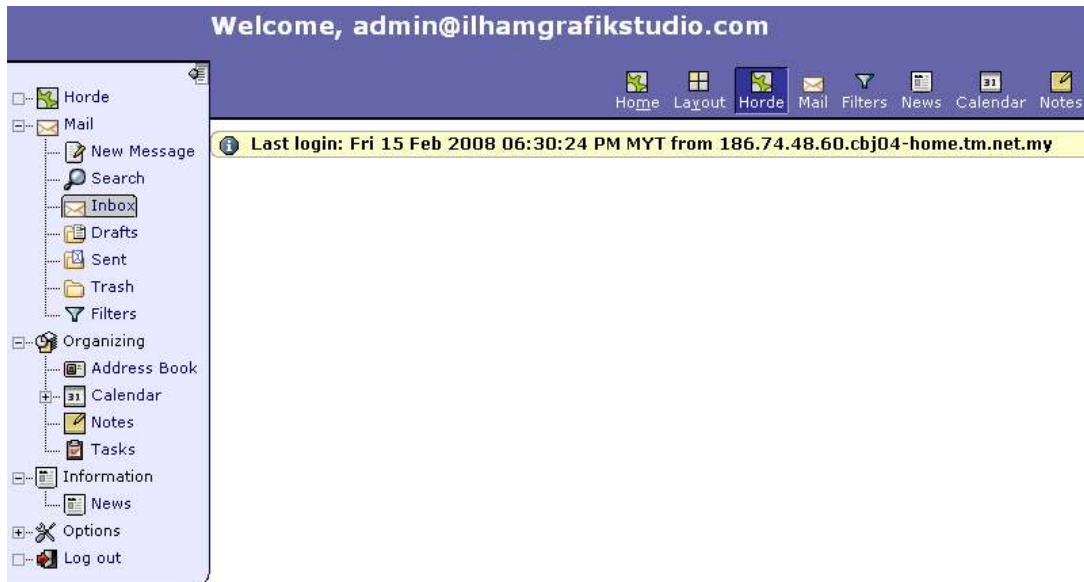 Welcome, admin@ilhamgrafikstudio.com
Home Layout Horde Mail Filters News Calendar Notes
Last login: Fri 15 Feb 2008 06:30:24 PM MYT from 186.74.48.60.cbj04-home.tm.net.my
Horde
Mail
New Message
Search
Inbox
Drafts
Sent
Trash
Filters
Organizing
Address Book
31 Calendar
Notes
Tasks
Information
News
Options
Log out